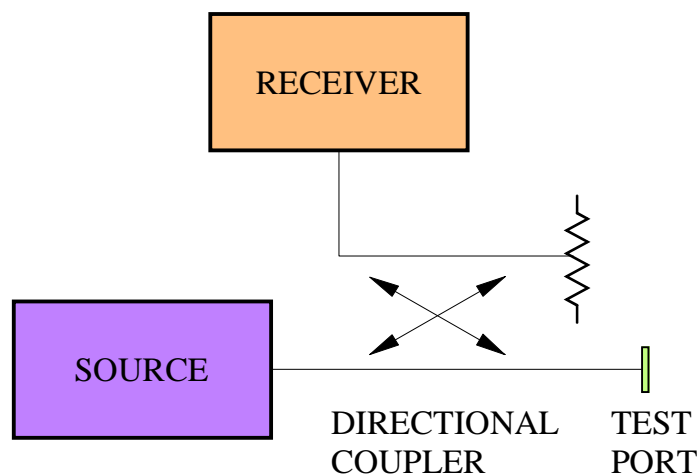 RECEIVER
SOURCE
DIRECTIONAL
COUPLER
TEST
PORT